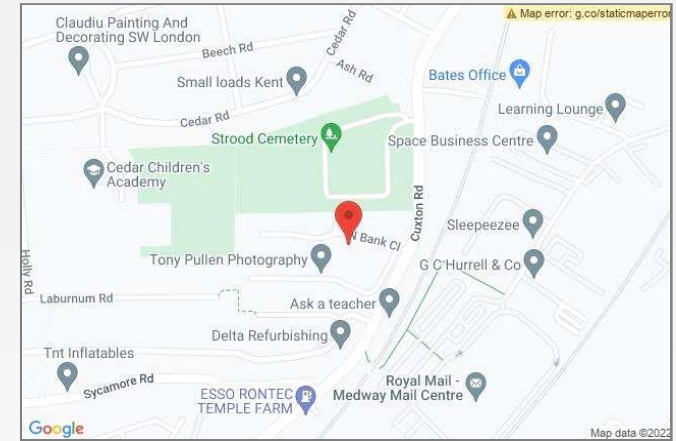 Map error: g.co/staticmaperror
Claudiu Painting And
Decorating SW London
Cedar Rd
Beech Rd
Ash Rd
Small loads Kent
Bates Office
Learning Lounge
Cedar Rd
Strood Cemetery
Space Business Centre
Cedar Children's
Academy
Cuxton Rd
Sleepeezee
N Bank Cl
Holly Rd
Tony Pullen Photography
G C Hurrell & Co
Laburnum Rd
Ask a teacher
Delta Refurbishing
Tnt Inflatables
Sycamore Rd
Royal Mail -
Medway Mail Centre
ESSO RONTEC
TEMPLE FARM
Google
Map data ©2022